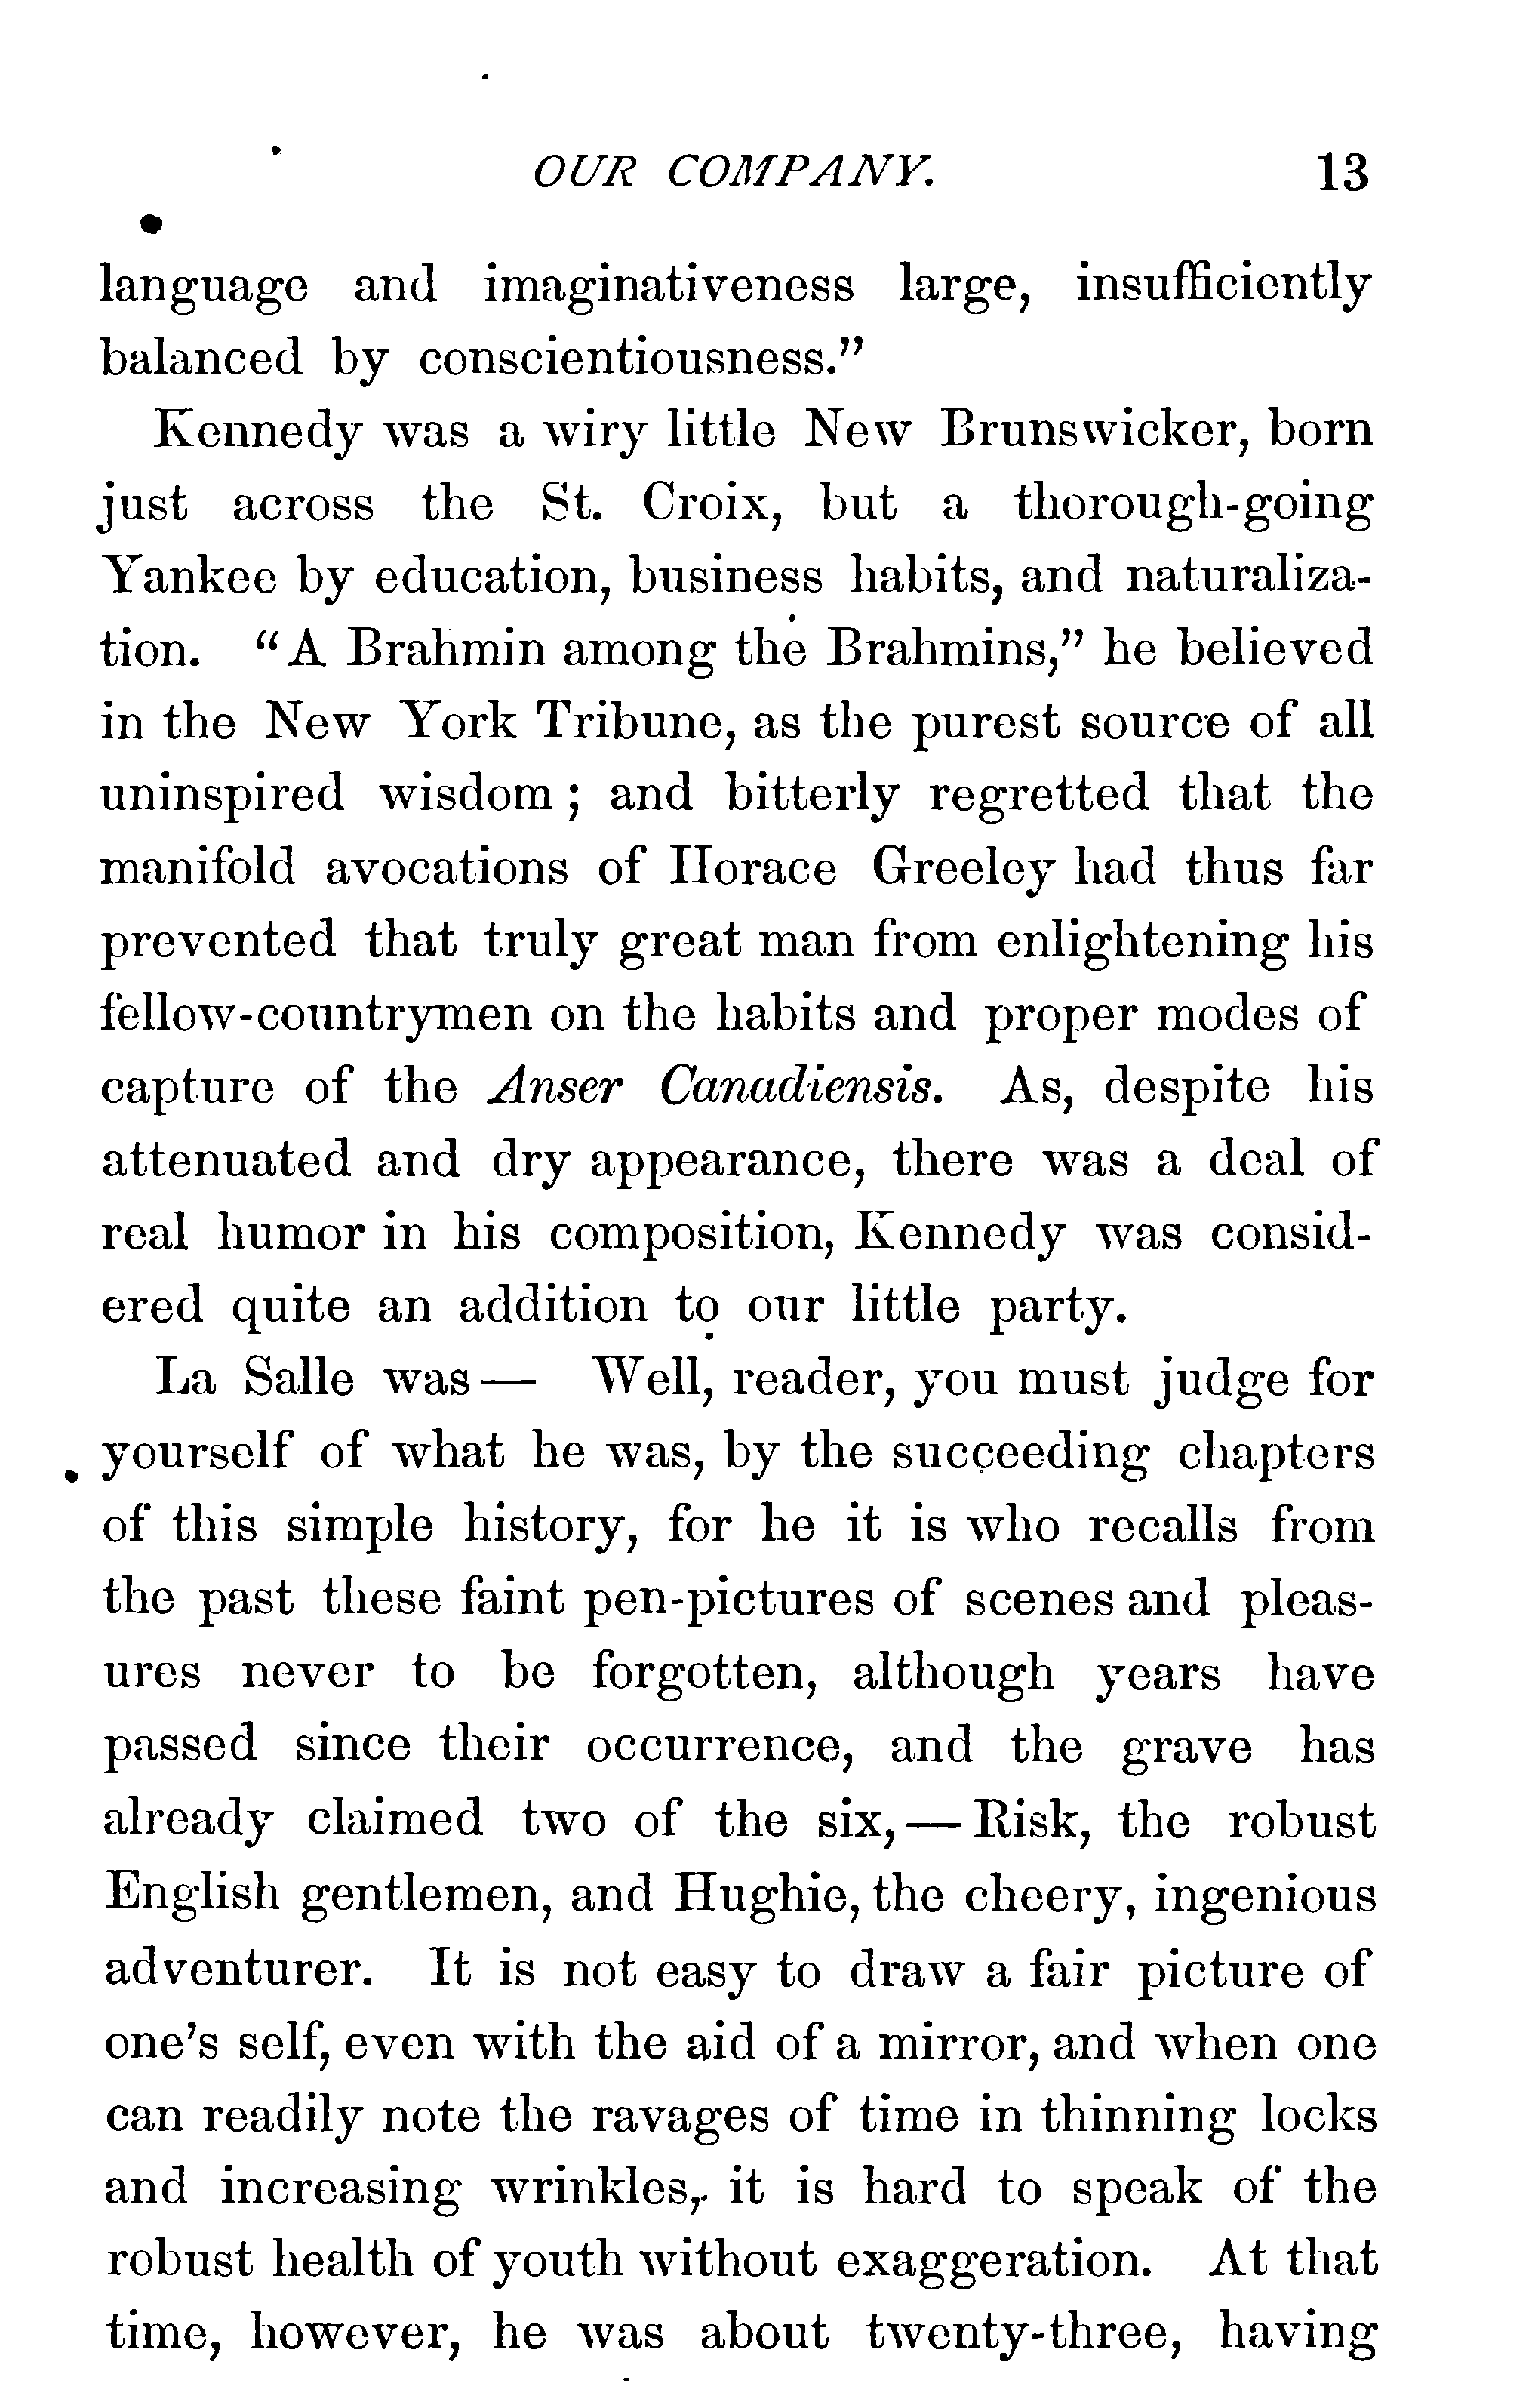 OUR COMPANY. 13
language and imaginativeness large, insufficiently
balanced by conscientiousness."
Kennedy was a wiry little New Brunswicker, born
just across the St. Croix, but a thorough-going
Yankee by education, business habits, and naturaliza-
tion. "A Brahmin among the Brahmins," he believed
in the New York Tribune, as the purest source of all
uninspired wisdom; and bitterly regretted that the
manifold avocations of Horace Greeley had thus far
prevented that truly great man from enlightening his
fellow-countrymen on the habits and proper modes of
capture of the Anser Canadiensis. As, despite his
attenuated and dry appearance, there was a deal of
real humor in his composition, Kennedy was consid-
ered quite an addition to our little party.
La Salle was— Well, reader, you must judge for
yourself of what he was, by the succeeding chapters
of this simple history, for he it is who recalls from
the past these faint pen-pictures of scenes and pleas-
ures never to be forgotten, although years have
passed since their occurrence, and the grave has
already claimed two of the six,—Risk, the robust
English gentlemen, and Hughie, the cheery, ingenious
adventurer. It is not easy to draw a fair picture of
one's self, even with the aid of a mirror, and when one
can readily note the ravages of time in thinning locks
and increasing wrinkles, it is hard to speak of the
robust health of youth without exaggeration. At that
time, however, he was about twenty-three, having